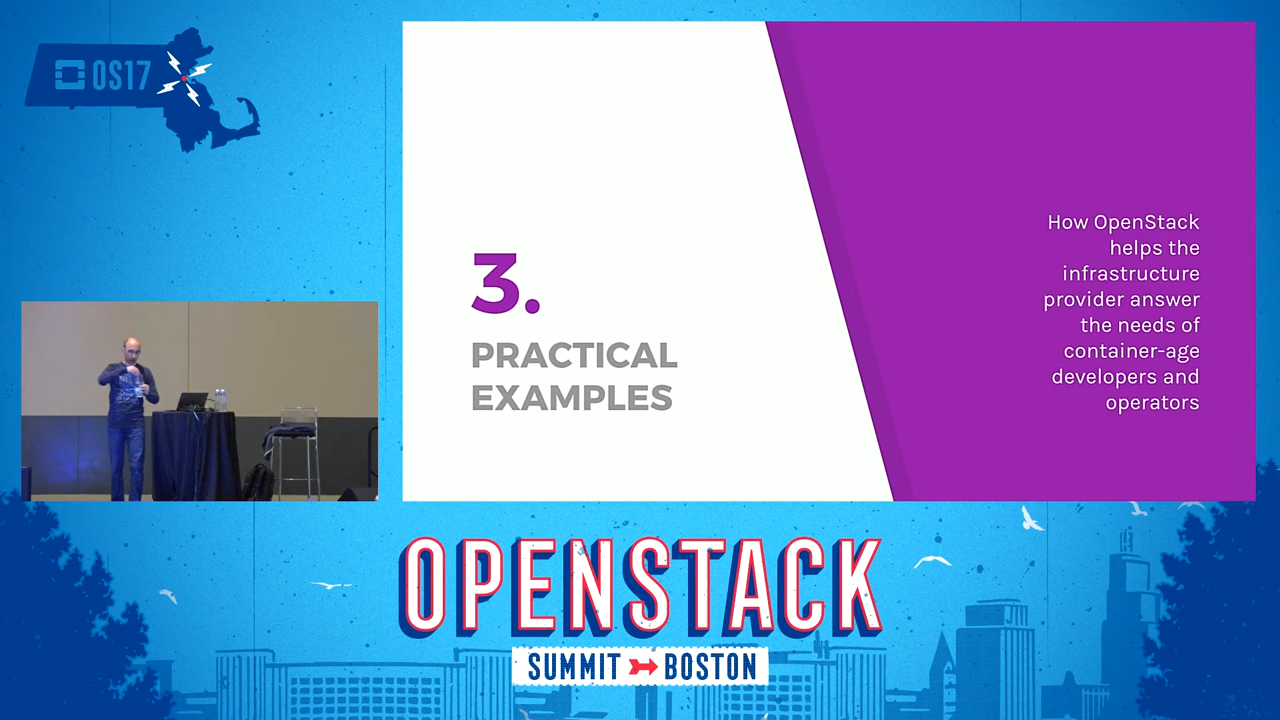 OS17
3.
PRACTICAL
EXAMPLES
How OpenStack
helps the
infrastructure
provider answer
the needs of
container-age
developers and
operators
OPENSTACK
SUMMIT BOSTON